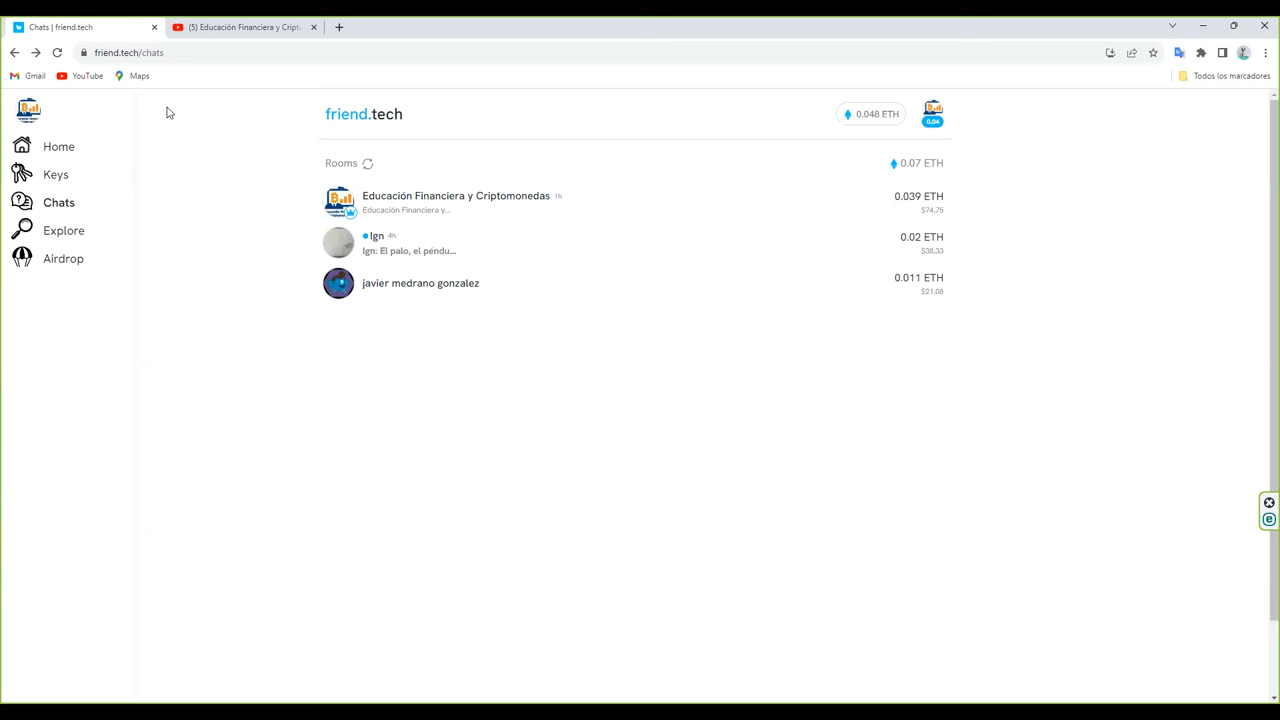 Chats | friend.tech
(5) Educación Financiera y Cripto
friend.tech/chats
Gmail
YouTube
Maps
Todos los marcadores
friend.tech
0.048 ETH
0.04
Home
Keys
Chats
Explore
Airdrop
Rooms
0.07 ETH
Educación Financiera y Criptomonedas 1h
0.039 ETH
Educación Financiera y...
$74,75
Ign 4h
0.02 ETH
Ign: El palo, el péndu...
$38,33
javier medrano gonzalez
0.011 ETH
$21,08